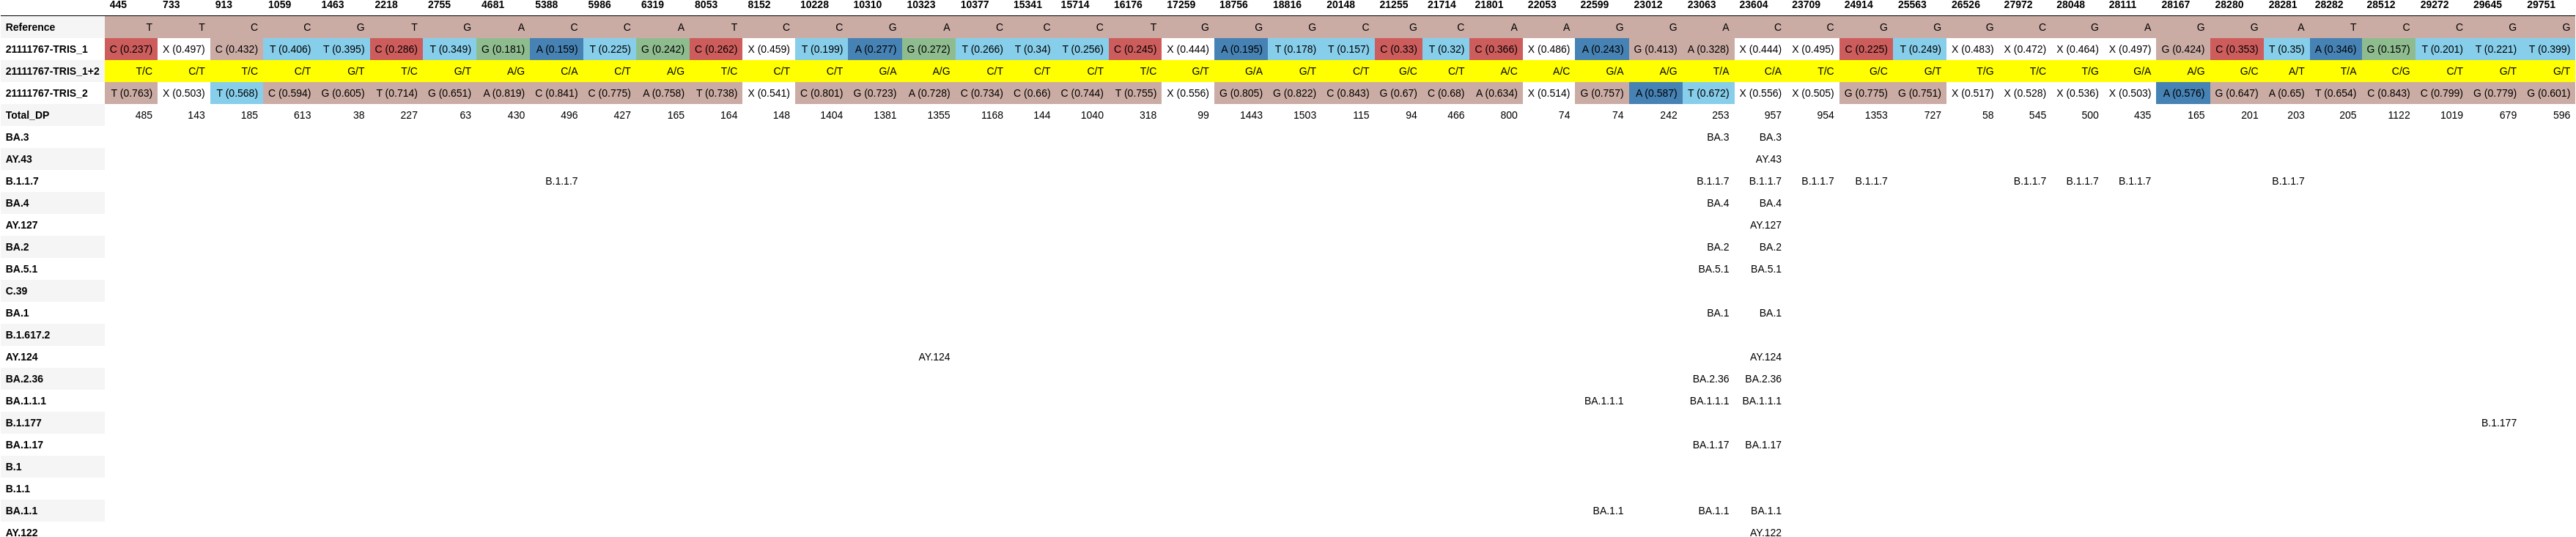 445 733 913 1059 1463 2218 2755 4681 5388 5986 6319 8053 8152 10228 10310 10323 10377 15341 15714 16176 17259 18756 18816 20148 21255 21714 21801 22053 22599 23012 23063 23604 23709 24914 25563 26526 27972 28048 28111 28167 28280 28281 28282 28512 29272 29645 29751
Reference T T C C C G T G A C C A T C C G A C C C T G G G C G C A A G G A C C G G G C G A G G A T C C G G
21111767-TRIS_1 C (0.237) X (0.497) C (0.432) T (0.406) T (0.395) C (0.286) T (0.349) G (0.181) A (0.159) T (0.225) G (0.242) C (0.262) X (0.459) T (0.199) A (0.277) G (0.272) T (0.266) T (0.34) T (0.256) C (0.245) X (0.444) A (0.195) T (0.178) T (0.157) C (0.33) T (0.32) C (0.366) X (0.486) A (0.243) G (0.413) A (0.328) X (0.444) X (0.495) C (0.225) T (0.249) X (0.483) X (0.472) X (0.464) X (0.497) G (0.424) C (0.353) T (0.35) A (0.346) G (0.157) T (0.201) T (0.221) T (0.399)
21111767-TRIS_1+2 T/C C/T T/C C/T G/T T/C G/T A/G C/A C/T A/G T/C C/T C/T G/A A/G C/T C/T C/T T/C G/T G/A G/T C/T G/C C/T A/C A/C G/A A/G T/A C/A T/C G/C G/T T/G C/T T/G G/A A/G G/C A/T T/A C/G C/T G/T G/T
21111767-TRIS_2 T (0.763) X (0.503) T (0.568) C (0.594) G (0.605) T (0.714) G (0.651) A (0.819) C (0.841) C (0.775) A (0.758) T (0.738) X (0.541) C (0.801) G (0.723) A (0.728) C (0.734) C (0.66) C (0.744) T (0.755) X (0.556) G (0.805) G (0.822) C (0.843) G (0.67) C (0.68) A (0.634) X (0.514) G (0.757) A (0.587) T (0.672) X (0.556) X (0.505) G (0.775) G (0.751) X (0.517) X (0.528) X (0.536) X (0.503) A (0.576) G (0.647) A (0.65) T (0.654) C (0.843) C (0.799) G (0.779) G (0.601)
Total_DP 485 143 185 613 38 227 63 430 496 427 165 164 148 1404 1381 1355 1168 144 1040 318 99 1443 1503 115 94 466 800 74 74 242 253 957 954 1353 727 58 545 500 435 165 201 203 205 1122 1019 679 596
BA.3 BA.3 BA.3
AY.43 AY.43
B.1.1.7 B.1.1.7 B.1.1.7 B.1.1.7 B.1.1.7 B.1.1.7 B.1.1.7 B.1.1.7 B.1.1.7 B.1.1.7
BA.4 BA.4 BA.4
AY.127 AY.127
BA.2 BA.2 BA.2
BA.5.1 BA.5.1 BA.5.1
C.39
BA.1 BA.1 BA.1
B.1.617.2
AY.124 AY.124 AY.124
BA.2.36 BA.2.36 BA.2.36
BA.1.1.1 BA.1.1.1 BA.1.1.1 BA.1.1.1
B.1.177 B.1.177
BA.1.17 BA.1.17 BA.1.17
B.1
B.1.1
BA.1.1 BA.1.1 BA.1.1 BA.1.1
AY.122 AY.122